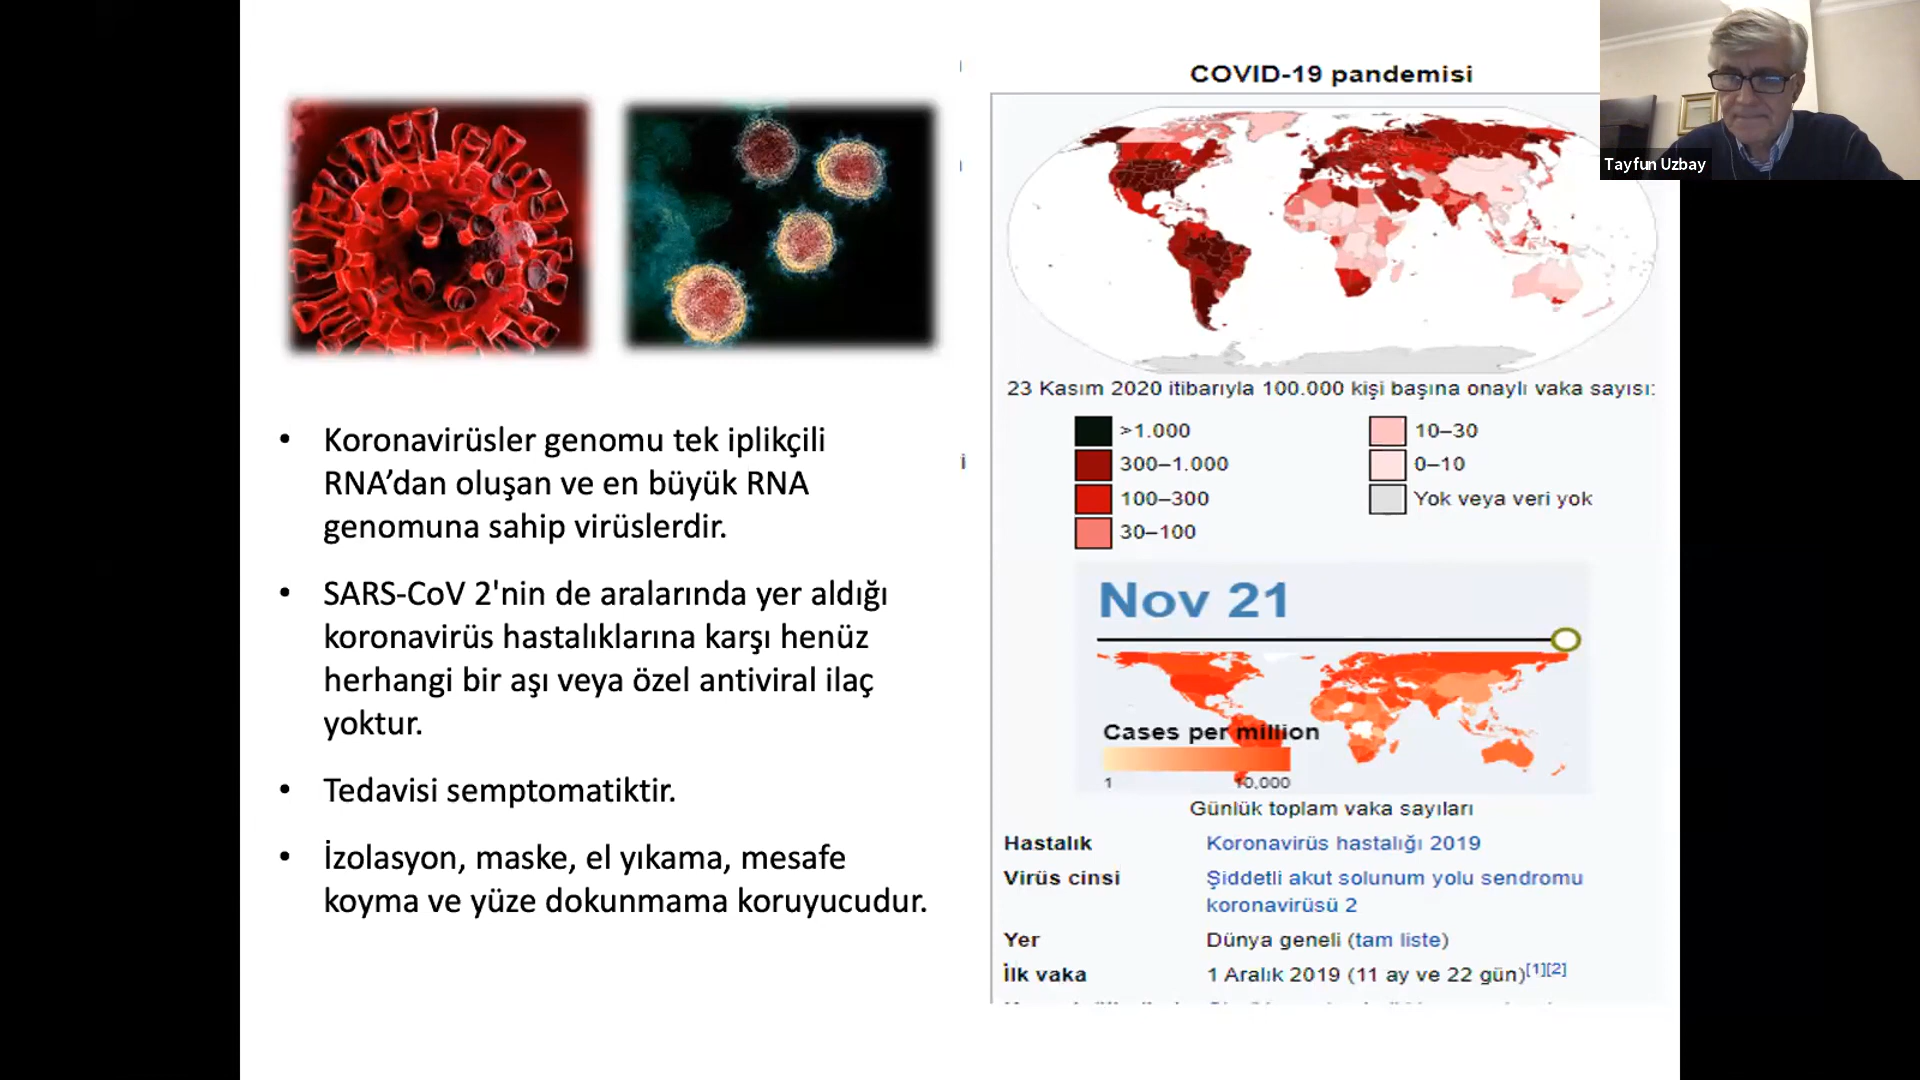 Tayfun Uzbay
• Koronavirüsler genomu tek iplikçili
RNA’dan oluşan ve en büyük RNA
genomuna sahip virüslerdir.
• SARS-CoV 2'nin de aralarında yer aldığı
koronavirüs hastalıklarına karşı henüz
herhangi bir aşı veya özel antiviral ilaç
yoktur.
• Tedavisi semptomatiktir.
• İzolasyon, maske, el yıkama, mesafe
koyma ve yüze dokunmama koruyucudur.
COVID-19 pandemisi
23 Kasım 2020 itibarıyla 100.000 kişi başına onaylı vaka sayısı:
>1.000
300–1.000
100–300
30–100
10–30
0–10
Yok veya veri yok
Nov 21
Cases per million
1 10,000
Günlük toplam vaka sayıları
Hastalık Koronavirüs hastalığı 2019
Virüs cinsi Şiddetli akut solunum yolu sendromu
koronavirüsü 2
Yer Dünya geneli (tam liste)
İlk vaka 1 Aralık 2019 (11 ay ve 22 gün)[1][2]